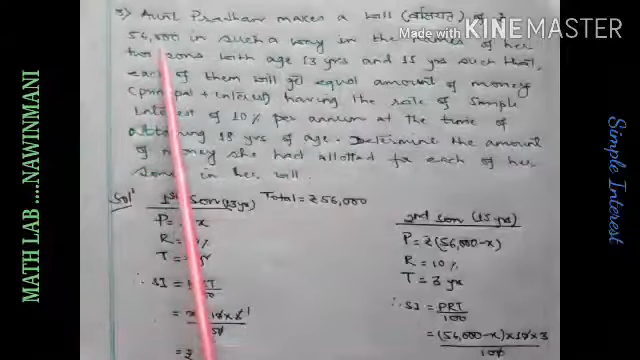 3) Aunt Pradhan makes a will (वसियत) of ₹
MADE WITH KINEMASTER
54,000 in such a way in the names of her
two sons with age 13 yrs and 15 yrs such that
each of them will get equal amount of money
(principal + interest) having the rate of simple
interest of 10% per annum at the time of
attaining 18 yrs of age. Determine the amount
of money she had allotted for each of her
sons in her will.
Solⁿ 1st son (13 yrs) Total = ₹ 56,000
P = x
R = %
T = yr
∴ SI = PRT
2nd son (15 yrs)
P = ₹ (56,000-x)
R = 10%
T = 3 yr
∴ SI = PRT
100
= (56,000-x) × 10 × 3
100
MATH LAB ....NAWINMANI
Simple Interest